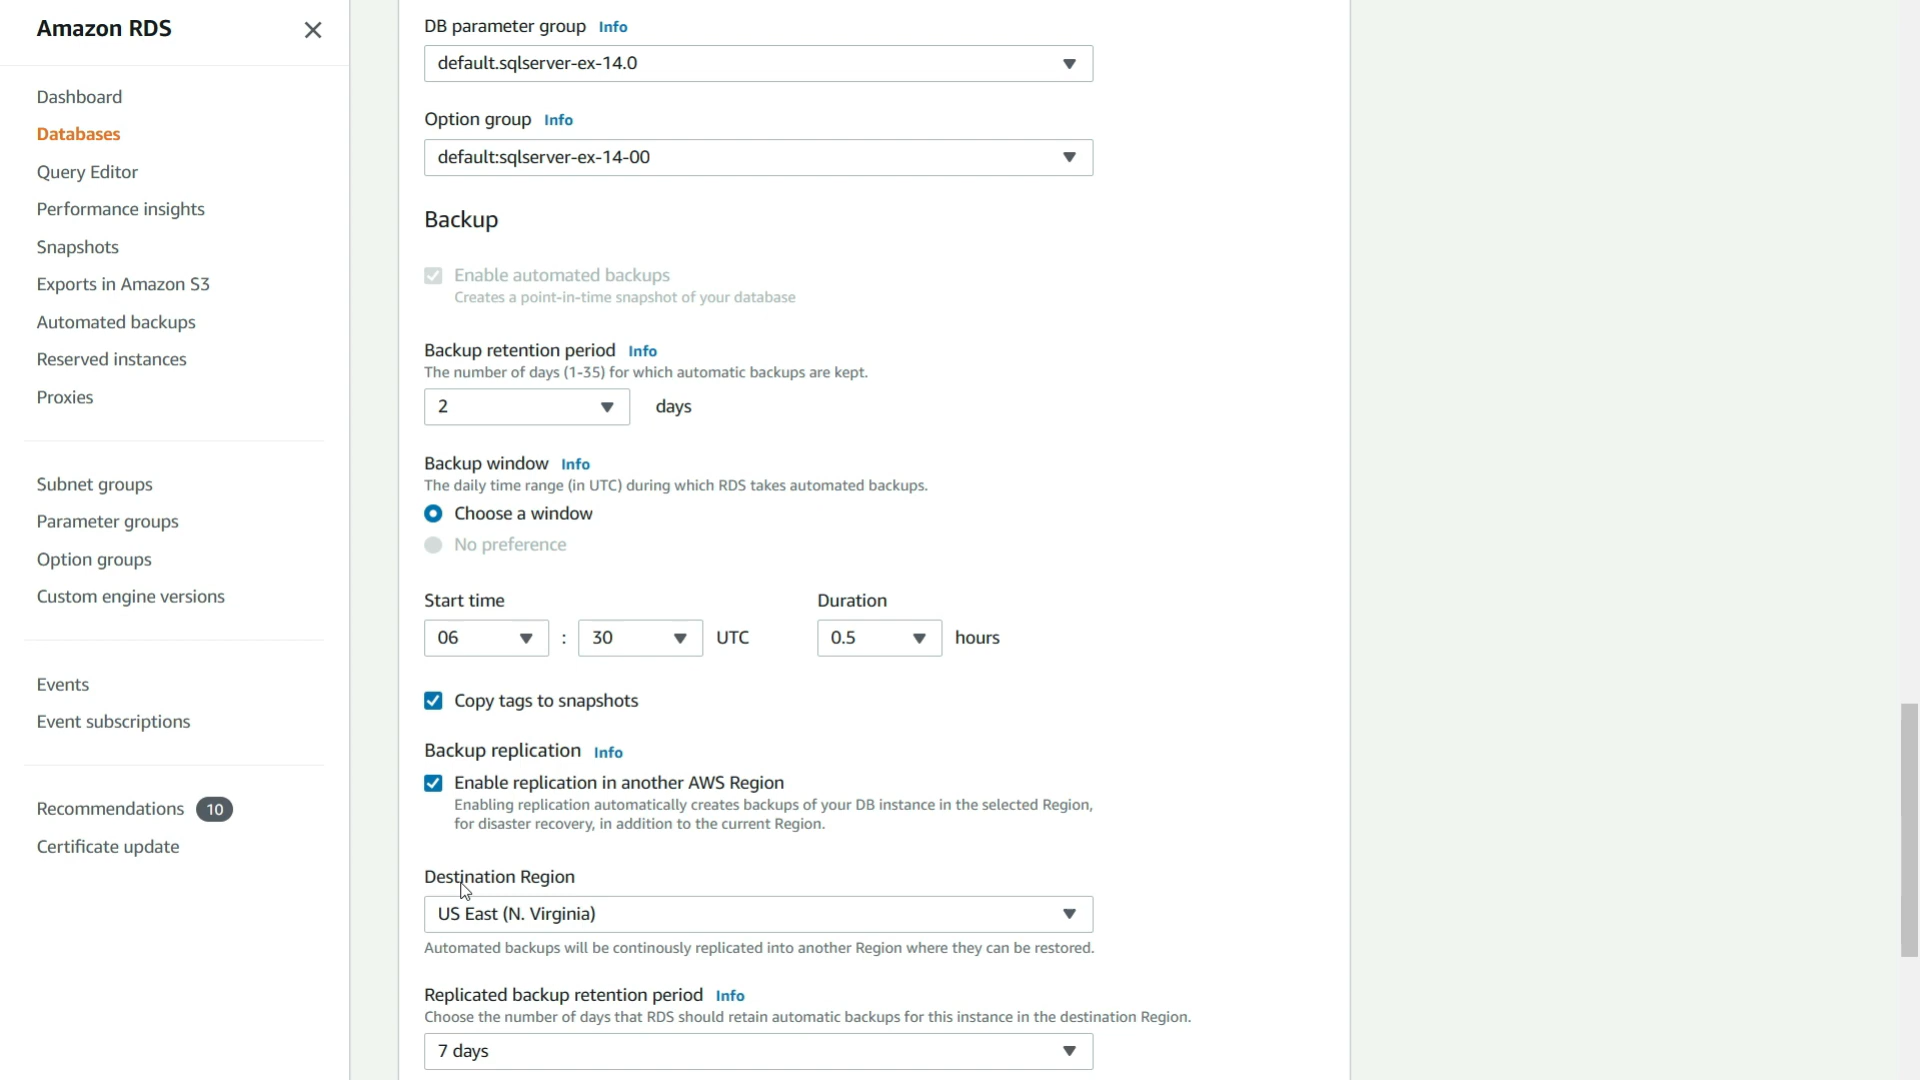 Amazon RDS
Dashboard
Databases
Query Editor
Performance insights
Snapshots
Exports in Amazon S3
Automated backups
Reserved instances
Proxies
Subnet groups
Parameter groups
Option groups
Custom engine versions
Events
Event subscriptions
Recommendations 10
Certificate update
DB parameter group Info
default.sqlserver-ex-14.0
Option group Info
default:sqlserver-ex-14-00
Backup
Enable automated backups
Creates a point-in-time snapshot of your database
Backup retention period Info
The number of days (1-35) for which automatic backups are kept.
2 days
Backup window Info
The daily time range (in UTC) during which RDS takes automated backups.
Choose a window
No preference
Start time Duration
06 : 30 UTC 0.5 hours
Copy tags to snapshots
Backup replication Info
Enable replication in another AWS Region
Enabling replication automatically creates backups of your DB instance in the selected Region,
for disaster recovery, in addition to the current Region.
Destination Region
US East (N. Virginia)
Automated backups will be continously replicated into another Region where they can be restored.
Replicated backup retention period Info
Choose the number of days that RDS should retain automatic backups for this instance in the destination Region.
7 days